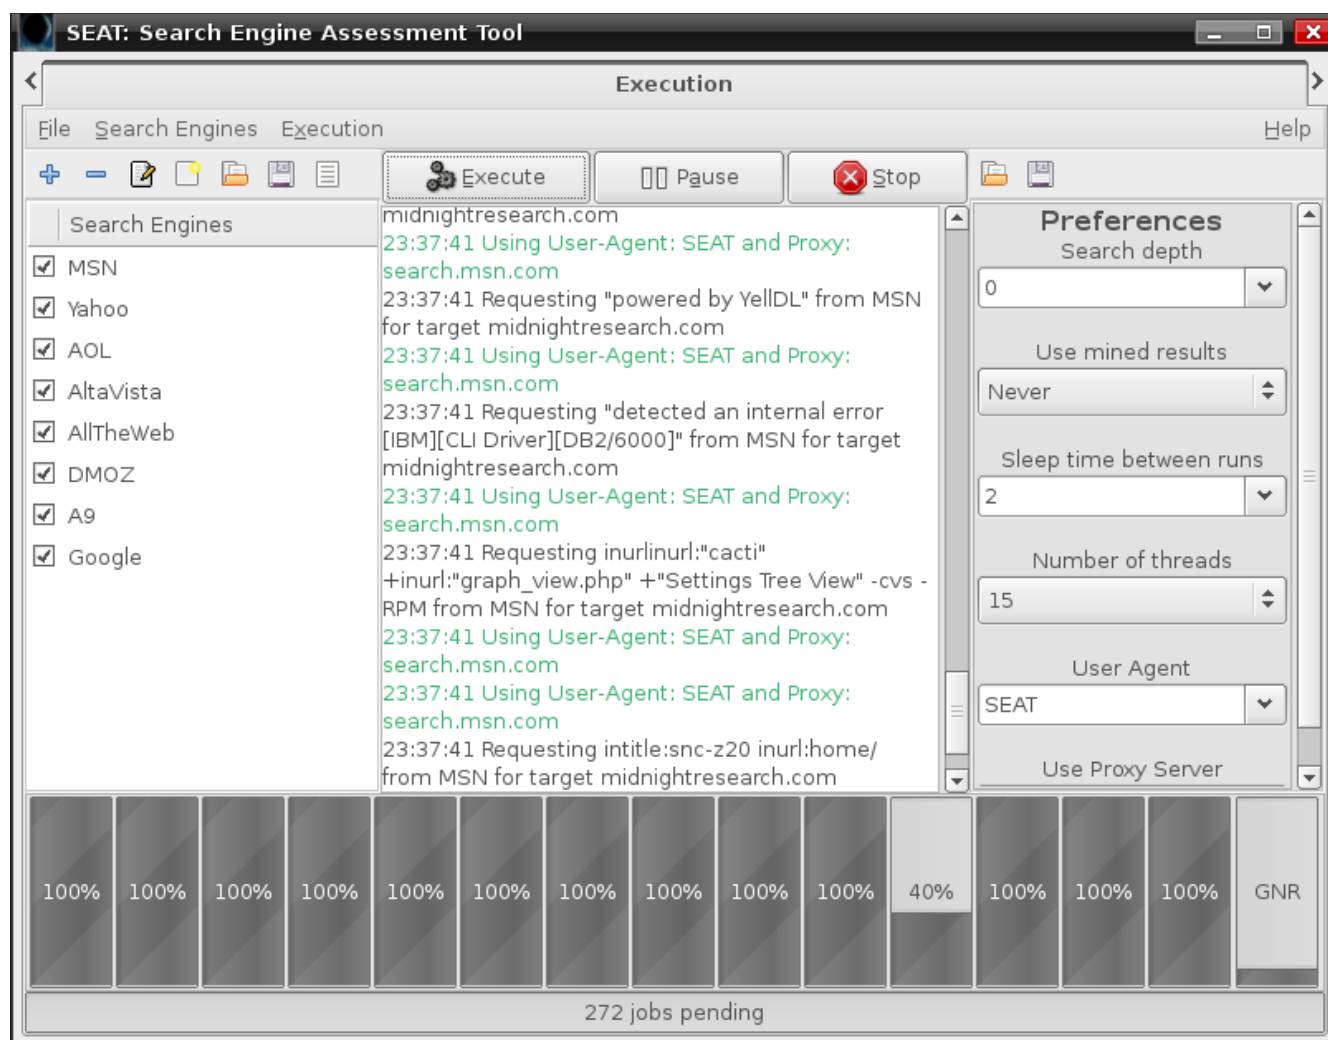 SEAT: Search Engine Assessment Tool
Execution
File Search Engines Execution Help
Execute Pause Stop
Search Engines
MSN
Yahoo
AOL
AltaVista
AllTheWeb
DMOZ
A9
Google
midnightresearch.com
23:37:41 Using User-Agent: SEAT and Proxy:
search.msn.com
23:37:41 Requesting "powered by YellDL" from MSN
for target midnightresearch.com
23:37:41 Using User-Agent: SEAT and Proxy:
search.msn.com
23:37:41 Requesting "detected an internal error
[IBM][CLI Driver][DB2/6000]" from MSN for target
midnightresearch.com
23:37:41 Using User-Agent: SEAT and Proxy:
search.msn.com
23:37:41 Requesting inurlinurl:"cacti"
+inurl:"graph_view.php" +"Settings Tree View" -cvs -
RPM from MSN for target midnightresearch.com
23:37:41 Using User-Agent: SEAT and Proxy:
search.msn.com
23:37:41 Using User-Agent: SEAT and Proxy:
search.msn.com
23:37:41 Requesting intitle:snc-z20 inurl:home/
from MSN for target midnightresearch.com
Preferences
Search depth
0
Use mined results
Never
Sleep time between runs
2
Number of threads
15
User Agent
SEAT
Use Proxy Server
100% 100% 100% 100% 100% 100% 100% 100% 100% 100% 40% 100% 100% 100% GNR
272 jobs pending